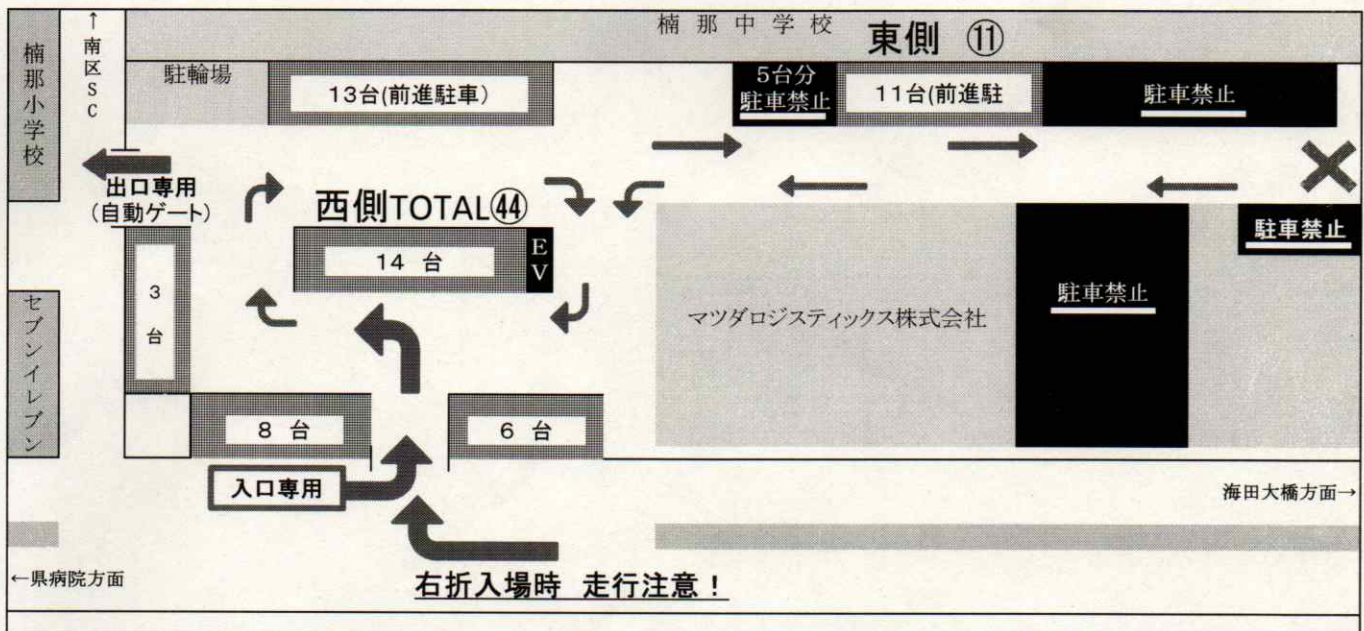 楠那中学校
東側 ⑪
楠那小学校
↑南区SC
駐輪場
13台(前進駐車)
5台分
駐車禁止
11台(前進駐
駐車禁止
出口専用
(自動ゲート)
西側TOTAL㊹
14 台
EV
駐車禁止
3台
セブンイレブン
マツダロジスティックス株式会社
駐車禁止
8 台
6 台
入口専用
海田大橋方面→
←県病院方面
右折入場時 走行注意！